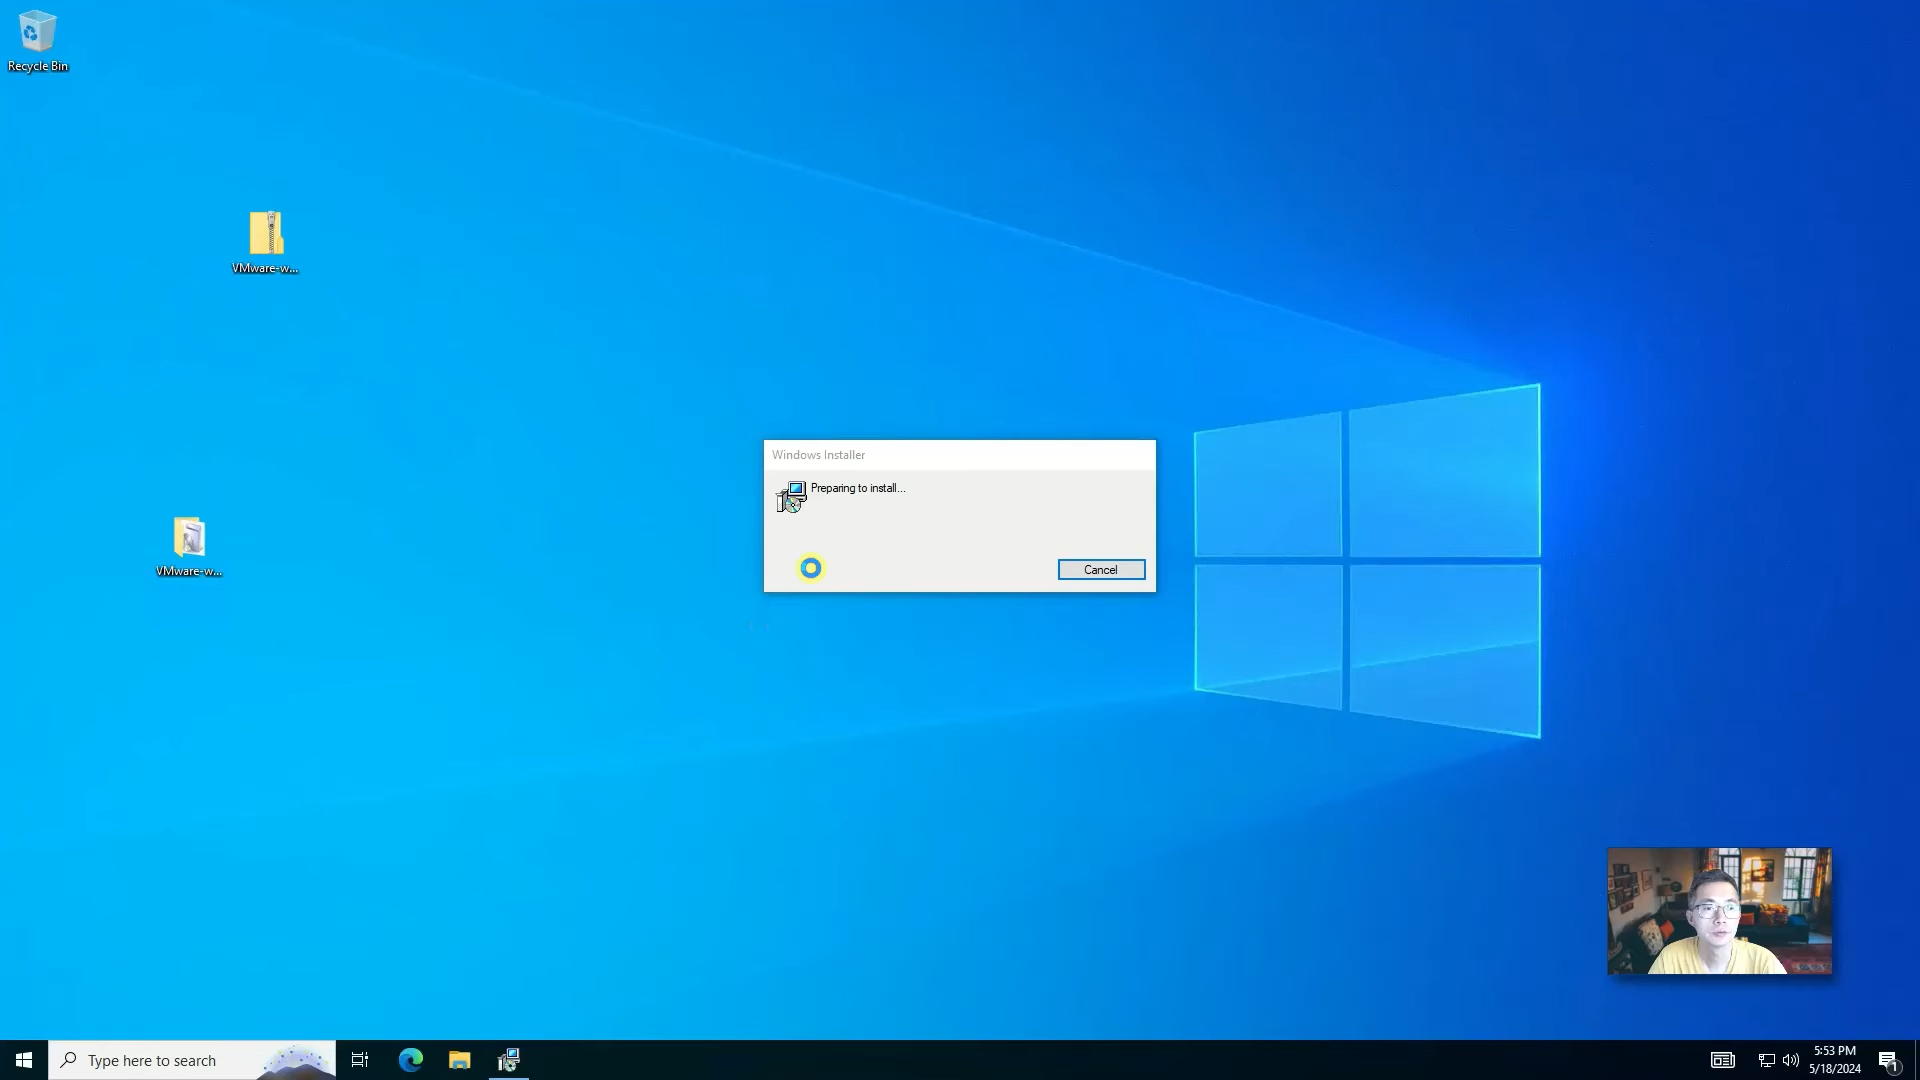 Recycle Bin
VMware-w...
Windows Installer
Preparing to install...
VMware-w...
Cancel
Type here to search
5:53 PM
5/18/2024
1